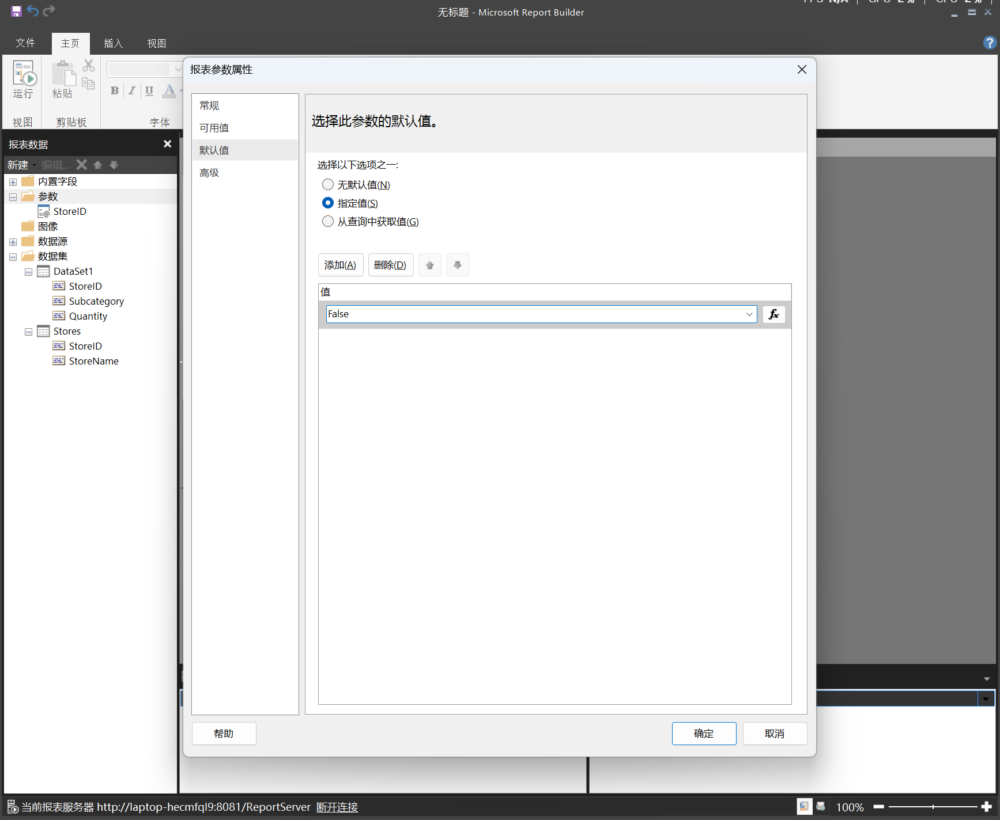 无标题 - Microsoft Report Builder
文件 主页 插入 视图
运行
粘贴
B I U A
视图 剪贴板 字体
报表数据
新建 编辑...
内置字段
参数
StoreID
图像
数据源
数据集
DataSet1
StoreID
Subcategory
Quantity
Stores
StoreID
StoreName
报表参数属性
常规
可用值
默认值
高级
选择此参数的默认值。
选择以下选项之一:
无默认值(N)
指定值(S)
从查询中获取值(G)
添加(A) 删除(D)
值
False
fx
帮助 确定 取消
当前报表服务器 http://laptop-hecmfql9:8081/ReportServer 断开连接
100%